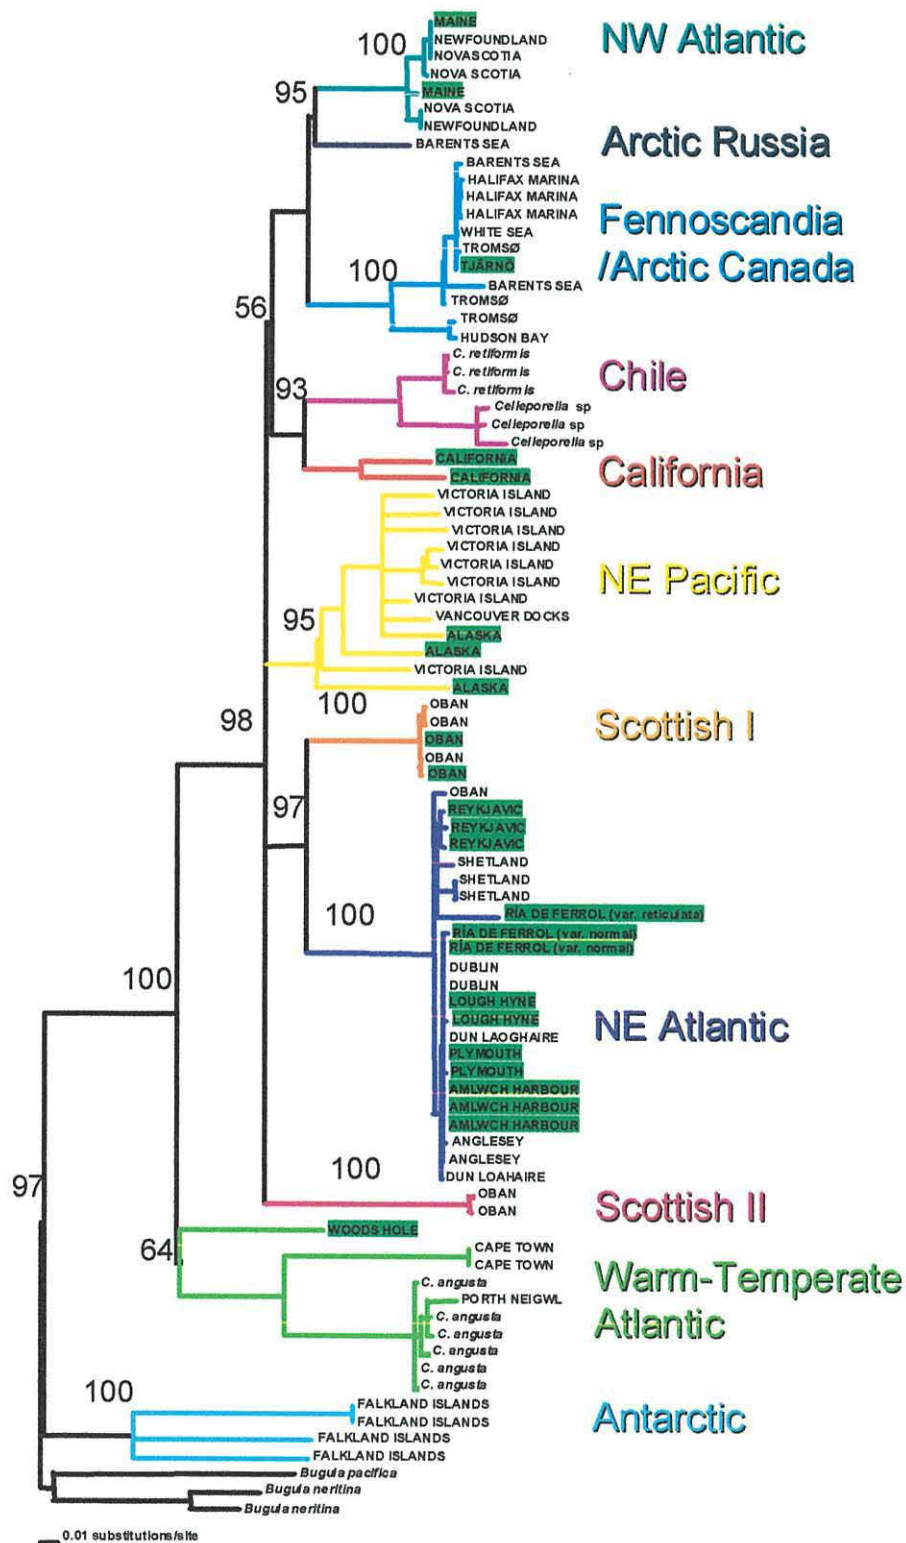 MAINE
100
NEWFOUNDLAND
NW Atlantic
NOVASCOTIA
NOVA SCOTIA
95
MAINE
NOVA SCOTIA
NEWFOUNDLAND
BARENTS SEA
Arctic Russia
BARENTS SEA
HALIFAX MARINA
HALIFAX MARINA
HALIFAX MARINA
Fennoscandia
/Arctic Canada
WHITE SEA
TROMSØ
100
TJÄRNÖ
BARENTS SEA
TROMSØ
56
TROMSØ
HUDSON BAY
C. retiformis
C. retiformis
Chile
93
C. retiformis
Celleporella sp
Celleporella sp
Celleporella sp
CALIFORNIA
California
CALIFORNIA
VICTORIA ISLAND
VICTORIA ISLAND
VICTORIA ISLAND
VICTORIA ISLAND
VICTORIA ISLAND
NE Pacific
VICTORIA ISLAND
VICTORIA ISLAND
95
VANCOUVER DOCKS
ALASKA
ALASKA
VICTORIA ISLAND
ALASKA
100
OBAN
98
OBAN
Scottish I
OBAN
OBAN
OBAN
97
OBAN
REYKJAVIC
REYKJAVIC
REYKJAVIC
SHETLAND
SHETLAND
SHETLAND
100
RÍA DE FERROL (var. reticulata)
RÍA DE FERROL (var. normal)
RÍA DE FERROL (var. normal)
100
DUBLIN
DUBLIN
LOUGH HYNE
LOUGH HYNE
NE Atlantic
DUN LAOGHAIRE
PLYMOUTH
PLYMOUTH
AMLWCH HARBOUR
AMLWCH HARBOUR
AMLWCH HARBOUR
ANGLESEY
ANGLESEY
100
DUN LOAHAIRE
97
OBAN
OBAN
Scottish II
WOODS HOLE
64
CAPE TOWN
CAPE TOWN
Warm-Temperate
Atlantic
C. angusta
PORTH NEIGWL
C. angusta
C. angusta
C. angusta
C. angusta
C. angusta
100
FALKLAND ISLANDS
FALKLAND ISLANDS
Antarctic
FALKLAND ISLANDS
FALKLAND ISLANDS
Bugula pacifica
Bugula neritina
Bugula neritina
0.01 substitutions/site